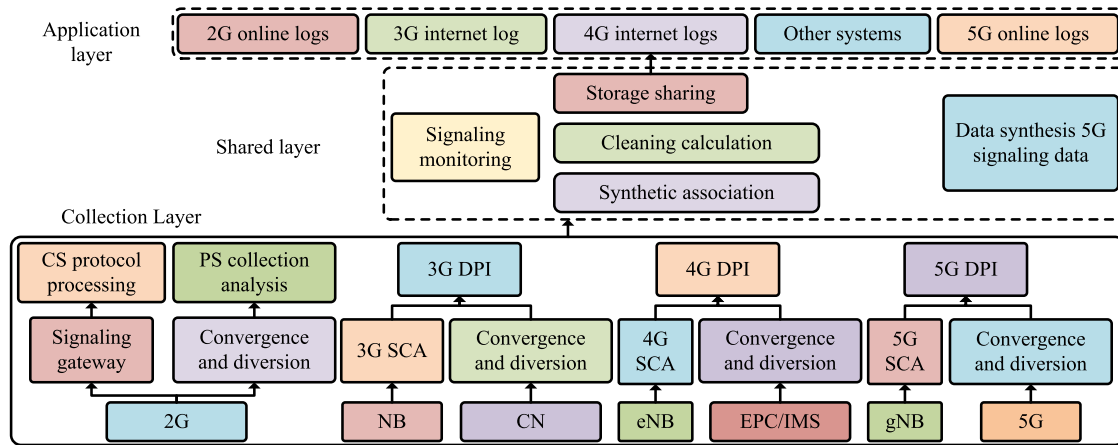 Application
layer
2G online logs
3G internet log
4G internet logs
Other systems
5G online logs
Shared layer
Storage sharing
Signaling
monitoring
Cleaning calculation
Synthetic association
Data synthesis 5G
signaling data
Collection Layer
CS protocol
processing
PS collection
analysis
3G DPI
4G DPI
5G DPI
Signaling
gateway
Convergence
and diversion
3G SCA
Convergence
and diversion
4G
SCA
Convergence
and diversion
5G
SCA
Convergence
and diversion
2G
NB
CN
eNB
EPC/IMS
gNB
5G